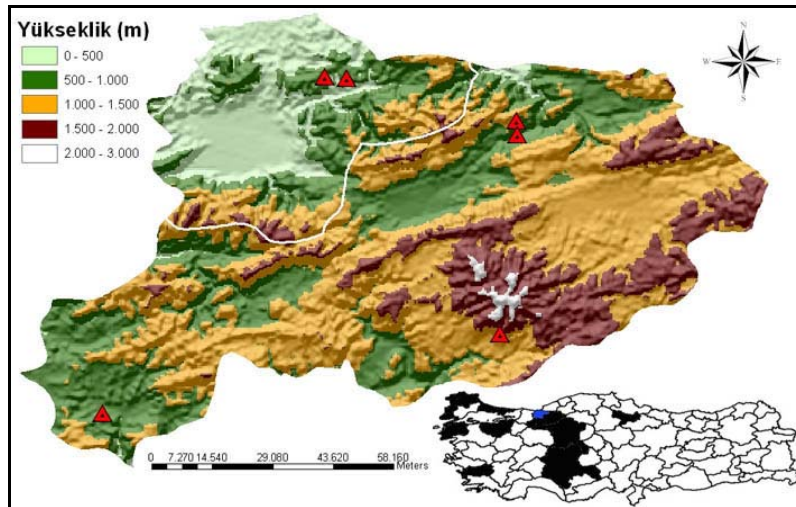 Yükseklik (m)
0 - 500
500 - 1.000
1.000 - 1.500
1.500 - 2.000
2.000 - 3.000
N
W E
S
0 7.270 14.540 29.080 43.620 58.160
Meters